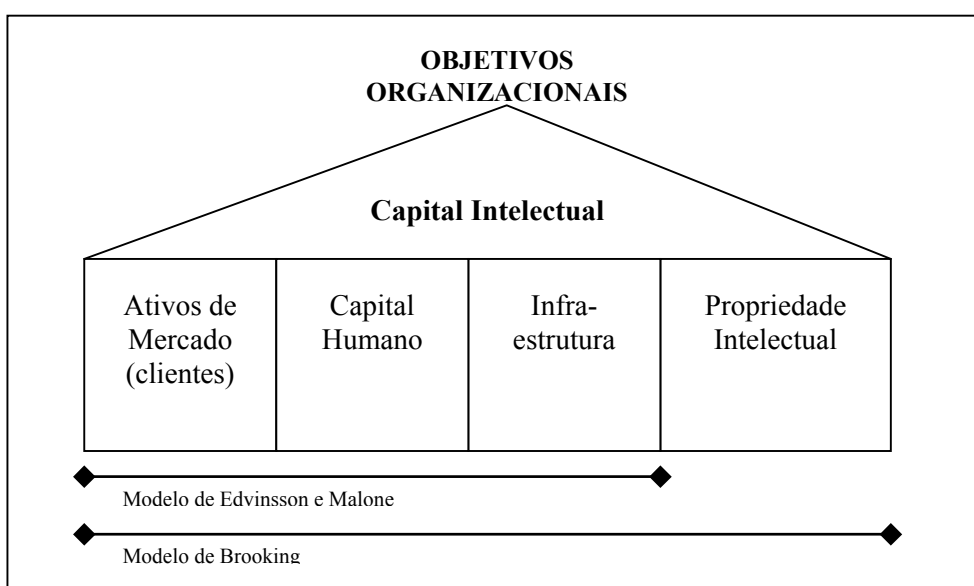 OBJETIVOS
ORGANIZACIONAIS
Capital Intelectual
Ativos de
Mercado
(clientes)
Capital
Humano
Infra-
estrutura
Propriedade
Intelectual
Modelo de Edvinsson e Malone
Modelo de Brooking